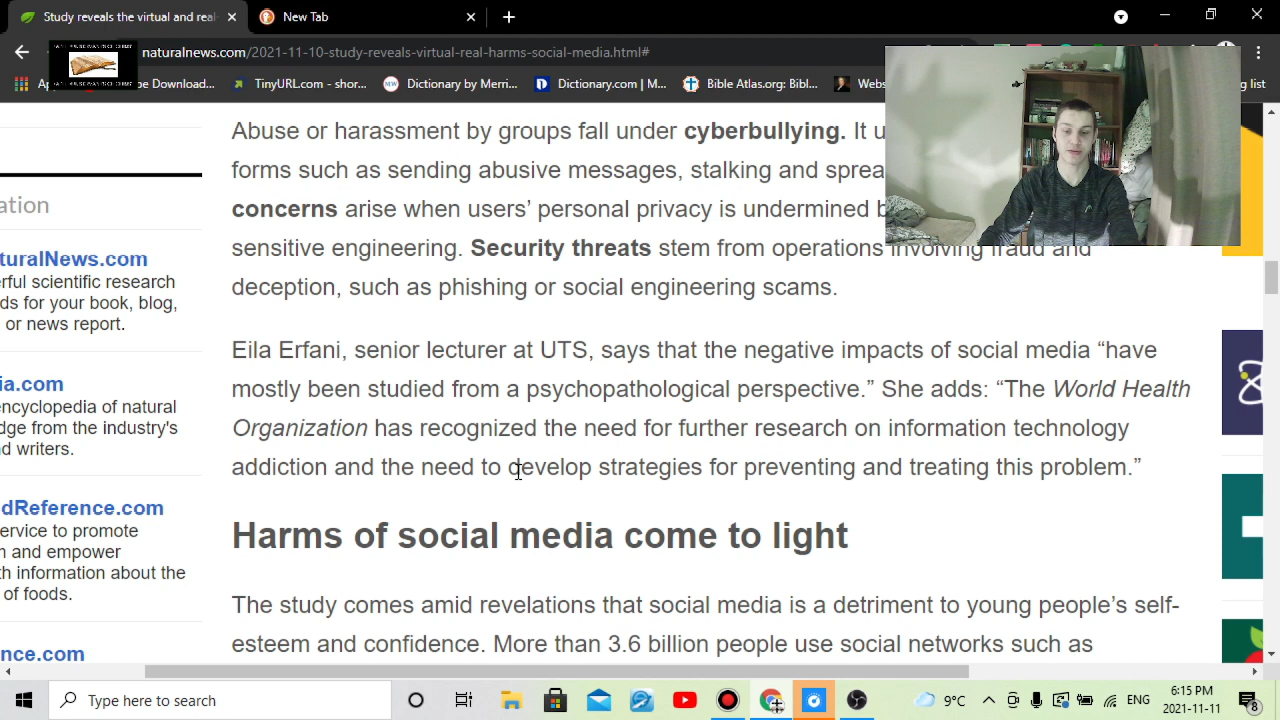 Study reveals the virtual and real
New Tab
naturalnews.com/2021-11-10-study-reveals-virtual-real-harms-social-media.html#
pe Download...
TinyURL.com - shor...
Dictionary by Merri...
Dictionary.com | M...
Bible Atlas.org: Bibl...
Webs
g list
Abuse or harassment by groups fall under cyberbullying. It u
forms such as sending abusive messages, stalking and sprea
concerns arise when users' personal privacy is undermined b
sensitive engineering. Security threats stem from operations involving fraud and
deception, such as phishing or social engineering scams.
Eila Erfani, senior lecturer at UTS, says that the negative impacts of social media “have
mostly been studied from a psychopathological perspective.” She adds: “The World Health
Organization has recognized the need for further research on information technology
addiction and the need to develop strategies for preventing and treating this problem.”
Harms of social media come to light
The study comes amid revelations that social media is a detriment to young people's self-
esteem and confidence. More than 3.6 billion people use social networks such as
ation
turalNews.com
erful scientific research
ds for your book, blog,
or news report.
ia.com
encyclopedia of natural
dge from the industry's
d writers.
dReference.com
ervice to promote
n and empower
th information about the
of foods.
nce.com
Type here to search
9°C
ENG
6:15 PM
2021-11-11
8